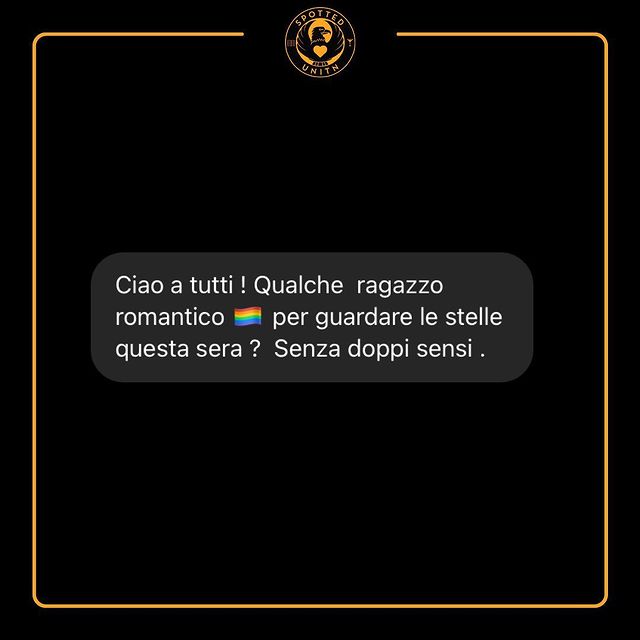 SPOTTED
UNITN
Ciao a tutti ! Qualche  ragazzo
romantico 🏳️‍🌈 per guardare le stelle
questa sera ?  Senza doppi sensi .